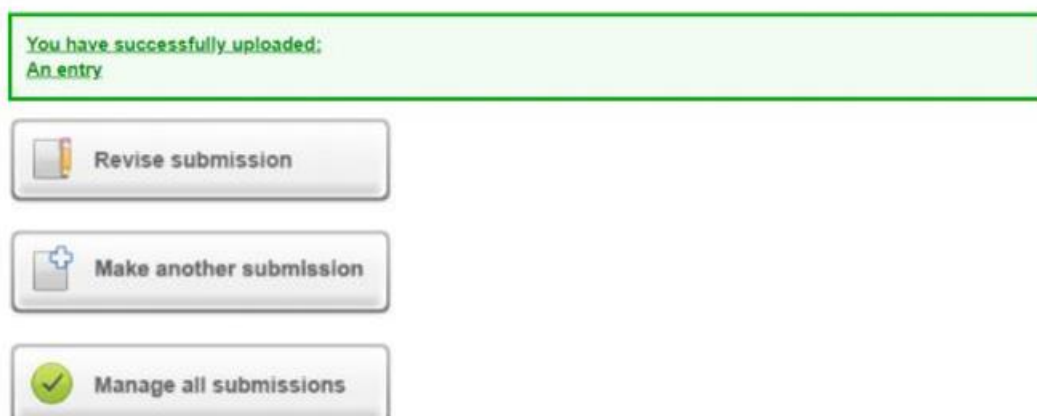 You have successfully uploaded:
An entry
Revise submission
Make another submission
Manage all submissions